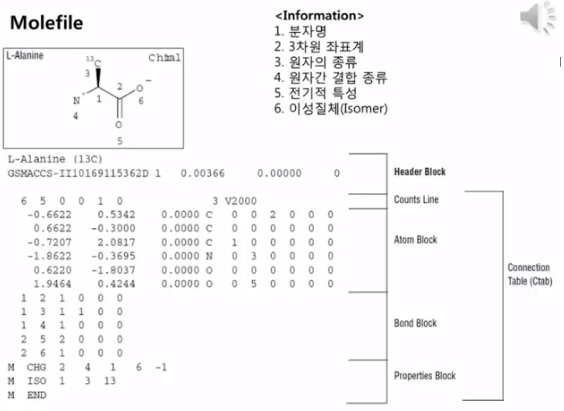 Molefile
<Information>
1. 분자명
2. 3차원 좌표계
3. 원자의 종류
4. 원자간 결합 종류
5. 전기적 특성
6. 이성질체(Isomer)
L-Alanine
13C
3
2
O
6
N
1
4
O
5
L-Alanine (13C)
GSMACCS-II10169115362D 1 0.00366 0.00000 0
Header Block
6 5 0 0 1 0 3 V2000
Counts Line
-0.6622 0.5342 0.0000 C 0 0 2 0 0 0
0.6622 -0.3000 0.0000 C 0 0 0 0 0 0
-0.7207 2.0817 0.0000 C 1 0 0 0 0 0
-1.8622 -0.3695 0.0000 N 0 3 0 0 0 0
0.6220 -1.8037 0.0000 O 0 0 0 0 0 0
1.9464 0.4244 0.0000 O 0 5 0 0 0 0
Atom Block
Connection
Table (Ctab)
1 2 1 0 0 0
1 3 1 1 0 0
1 4 1 0 0 0
2 5 2 0 0 0
2 6 1 0 0 0
Bond Block
M CHG 2 4 1 6 -1
M ISO 1 3 13
M END
Properties Block